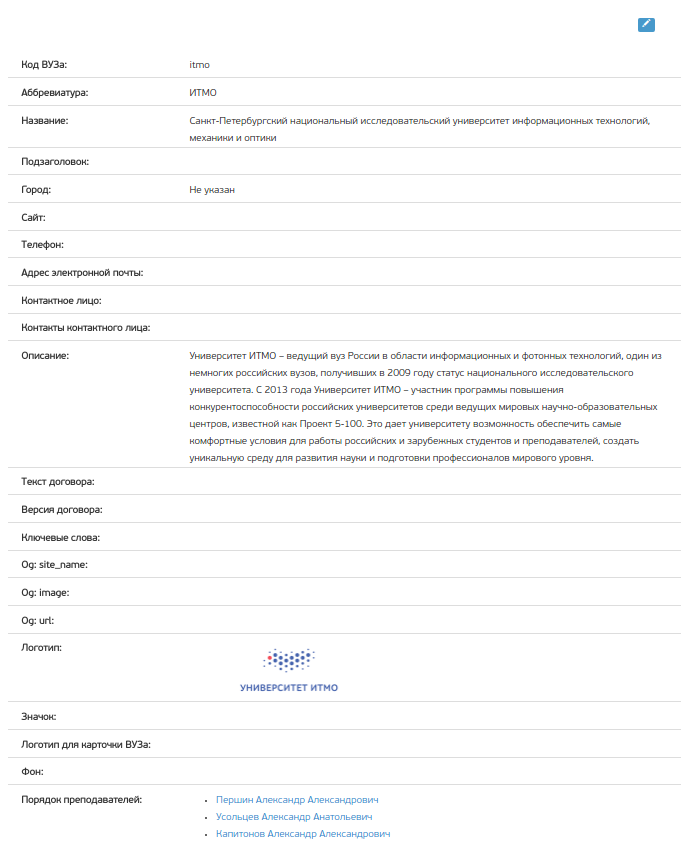 Код ВУЗа: itmo
Аббревиатура: ИТМО
Название: Санкт-Петербургский национальный исследовательский университет информационных технологий,
механики и оптики
Подзаголовок:
Город: Не указан
Сайт:
Телефон:
Адрес электронной почты:
Контактное лицо:
Контакты контактного лица:
Описание: Университет ИТМО – ведущий вуз России в области информационных и фотонных технологий, один из
немногих российских вузов, получивших в 2009 году статус национального исследовательского
университета. С 2013 года Университет ИТМО – участник программы повышения
конкурентоспособности российских университетов среди ведущих мировых научно-образовательных
центров, известной как Проект 5-100. Это дает университету возможность обеспечить самые
комфортные условия для работы российских и зарубежных студентов и преподавателей, создать
уникальную среду для развития науки и подготовки профессионалов мирового уровня.
Текст договора:
Версия договора:
Ключевые слова:
Og: site_name:
Og: image:
Og: url:
Логотип:
УНИВЕРСИТЕТ ИТМО
Значок:
Логотип для карточки ВУЗа:
Фон:
Порядок преподавателей: • Першин Александр Александрович
• Усольцев Александр Анатольевич
• Капитонов Александр Александрович